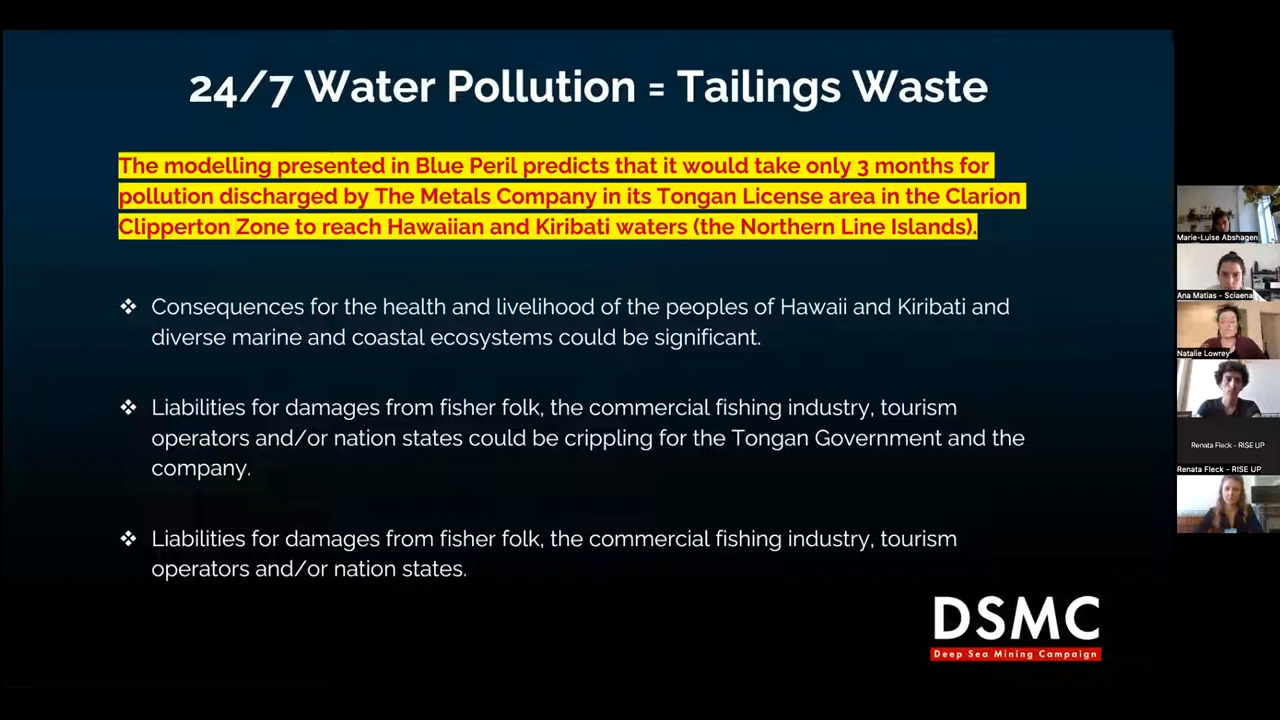 24/7 Water Pollution = Tailings Waste
The modelling presented in Blue Peril predicts that it would take only 3 months for
pollution discharged by The Metals Company in its Tongan License area in the Clarion
Clipperton Zone to reach Hawaiian and Kiribati waters (the Northern Line Islands).
❖ Consequences for the health and livelihood of the peoples of Hawaii and Kiribati and
diverse marine and coastal ecosystems could be significant.
❖ Liabilities for damages from fisher folk, the commercial fishing industry, tourism
operators and/or nation states could be crippling for the Tongan Government and the
company.
❖ Liabilities for damages from fisher folk, the commercial fishing industry, tourism
operators and/or nation states.
DSMC
Deep Sea Mining Campaign
Marie-Luise Abshagen
Ana Matias - Sciaena
Natalie Lowrey
Renata Fleck - RISE UP
Renata Fleck - RISE UP